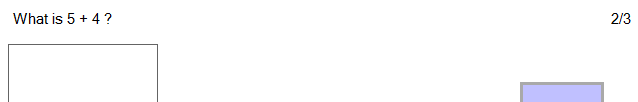 What is 5 + 4 ? 2/3